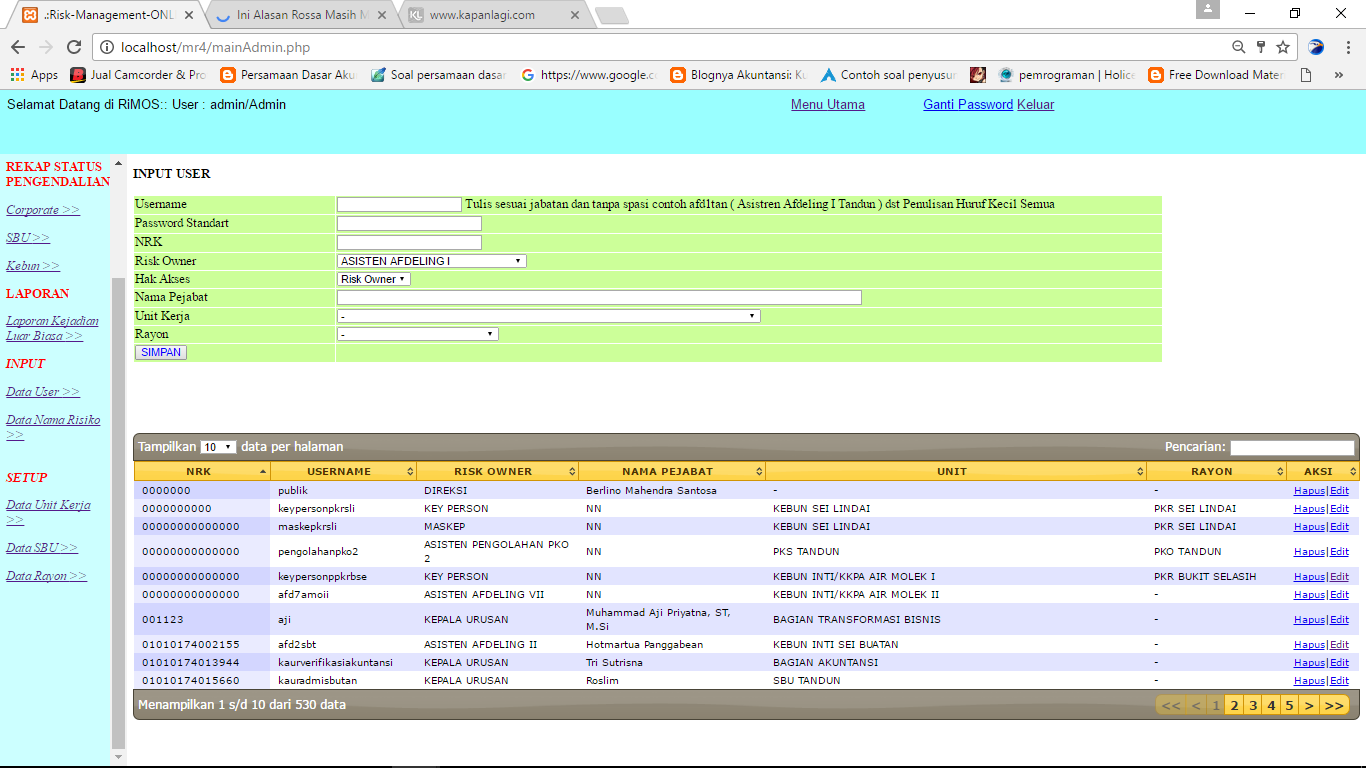 .:Risk-Management-ONL
Ini Alasan Rossa Masih M
KL www.kapanlagi.com
localhost/mr4/mainAdmin.php
Apps Jual Camcorder & Pro Persamaan Dasar Aku Soal persamaan dasar https://www.google.c Blognya Akuntansi: Ku Contoh soal penyusun pemrograman | Holice Free Download Mater »
Selamat Datang di RiMOS:: User : admin/Admin Menu Utama Ganti Password Keluar
REKAP STATUS
PENGENDALIAN
Corporate >>
SBU >>
Kebun >>
LAPORAN
Laporan Kejadian
Luar Biasa >>
INPUT
Data User >>
Data Nama Risiko
>>
SETUP
Data Unit Kerja
>>
Data SBU >>
Data Rayon >>
INPUT USER
Username Tulis sesuai jabatan dan tanpa spasi contoh afd1tan ( Asistren Afdeling I Tandun ) dst Penulisan Huruf Kecil Semua
Password Standart
NRK
Risk Owner ASISTEN AFDELING I
Hak Akses Risk Owner
Nama Pejabat
Unit Kerja -
Rayon -
SIMPAN
Tampilkan 10 data per halaman Pencarian:
NRK USERNAME RISK OWNER NAMA PEJABAT UNIT RAYON AKSI
0000000 publik DIREKSI Berlino Mahendra Santosa - - Hapus|Edit
0000000000 keypersonpkrsli KEY PERSON NN KEBUN SEI LINDAI PKR SEI LINDAI Hapus|Edit
00000000000000 maskepkrsli MASKEP NN KEBUN SEI LINDAI PKR SEI LINDAI Hapus|Edit
00000000000000 pengolahanpko2 ASISTEN PENGOLAHAN PKO 2 NN PKS TANDUN PKO TANDUN Hapus|Edit
00000000000000 keypersonppkrbse KEY PERSON NN KEBUN INTI/KKPA AIR MOLEK I PKR BUKIT SELASIH Hapus|Edit
00000000000000 afd7amoii ASISTEN AFDELING VII NN KEBUN INTI/KKPA AIR MOLEK II - Hapus|Edit
001123 aji KEPALA URUSAN Muhammad Aji Priyatna, ST, M.Si BAGIAN TRANSFORMASI BISNIS - Hapus|Edit
01010174002155 afd2sbt ASISTEN AFDELING II Hotmartua Panggabean KEBUN INTI SEI BUATAN - Hapus|Edit
01010174013944 kaurverifikasiakuntansi KEPALA URUSAN Tri Sutrisna BAGIAN AKUNTANSI - Hapus|Edit
01010174015660 kauradmisbutan KEPALA URUSAN Roslim SBU TANDUN - Hapus|Edit
Menampilkan 1 s/d 10 dari 530 data << < 1 2 3 4 5 > >>